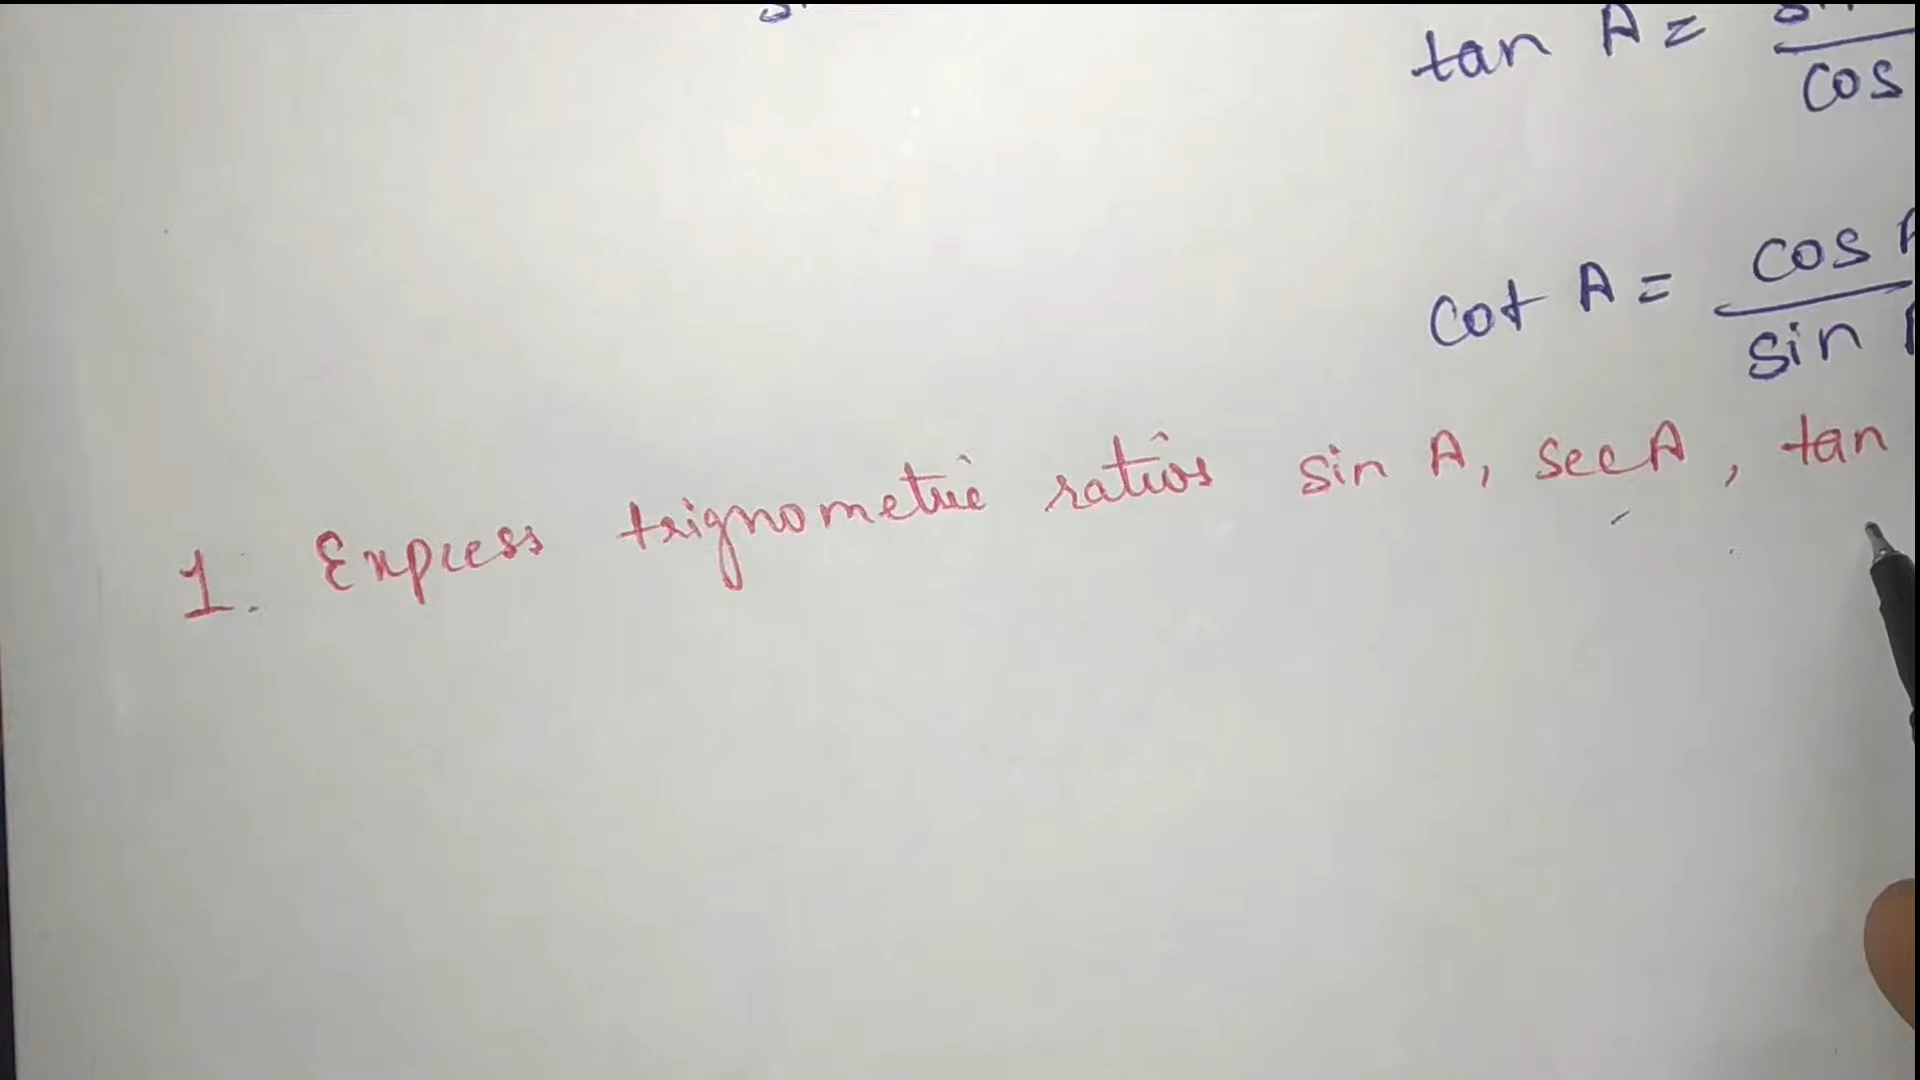 tan A = cos
cot A = cos A
sin
1. Express trignometric ratios sin A, sec A, tan